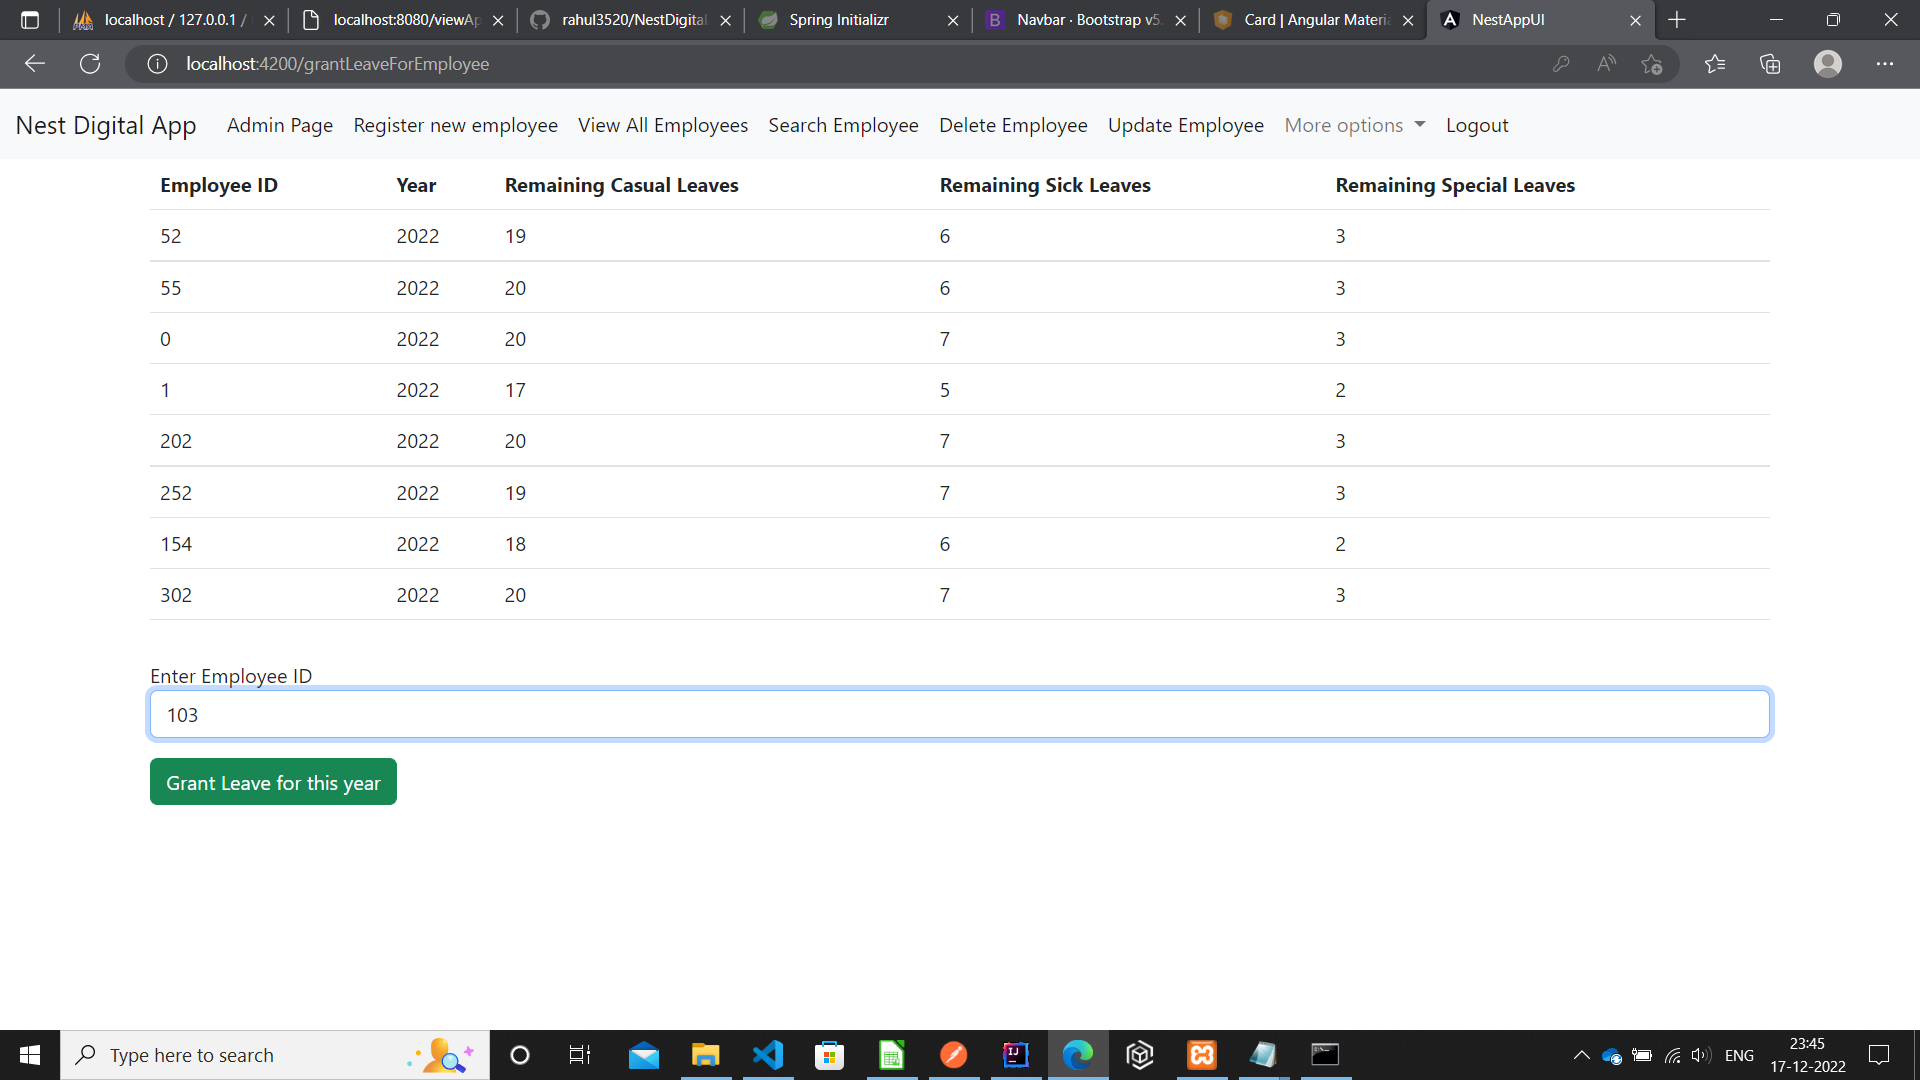 localhost / 127.0.0.1 /
localhost:8080/viewAp
rahul3520/NestDigital
Spring Initializr
Navbar · Bootstrap v5.
Card | Angular Materia
NestAppUI
localhost:4200/grantLeaveForEmployee
Nest Digital App Admin Page Register new employee View All Employees Search Employee Delete Employee Update Employee More options Logout
Employee ID Year Remaining Casual Leaves Remaining Sick Leaves Remaining Special Leaves
52 2022 19 6 3
55 2022 20 6 3
0 2022 20 7 3
1 2022 17 5 2
202 2022 20 7 3
252 2022 19 7 3
154 2022 18 6 2
302 2022 20 7 3
Enter Employee ID
103
Grant Leave for this year
Type here to search
ENG
23:45
17-12-2022